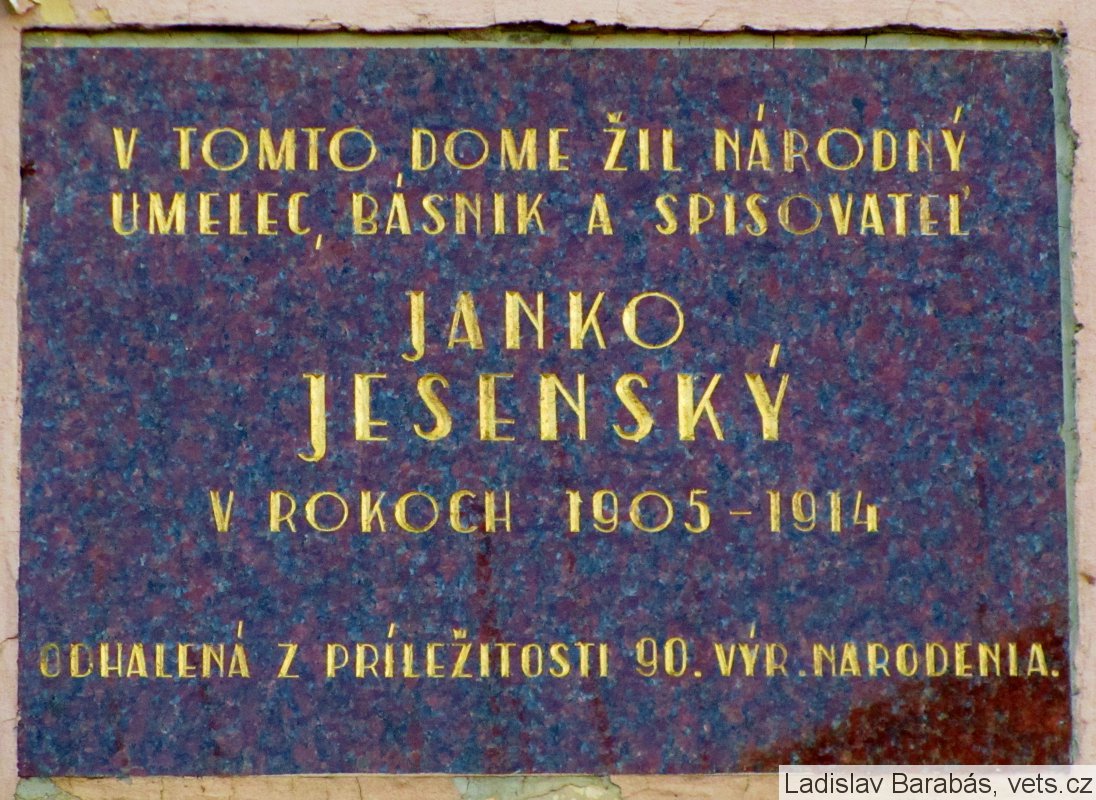 V TOMTO DOME ŽIL NÁRODNÝ
UMELEC, BÁSNIK A SPISOVATEĽ
JANKO
JESENSKÝ
V ROKOCH 1905-1914
ODHALENÁ Z PRÍLEŽITOSTI 90. VÝR. NARODENIA.
Ladislav Barabás, vets.cz